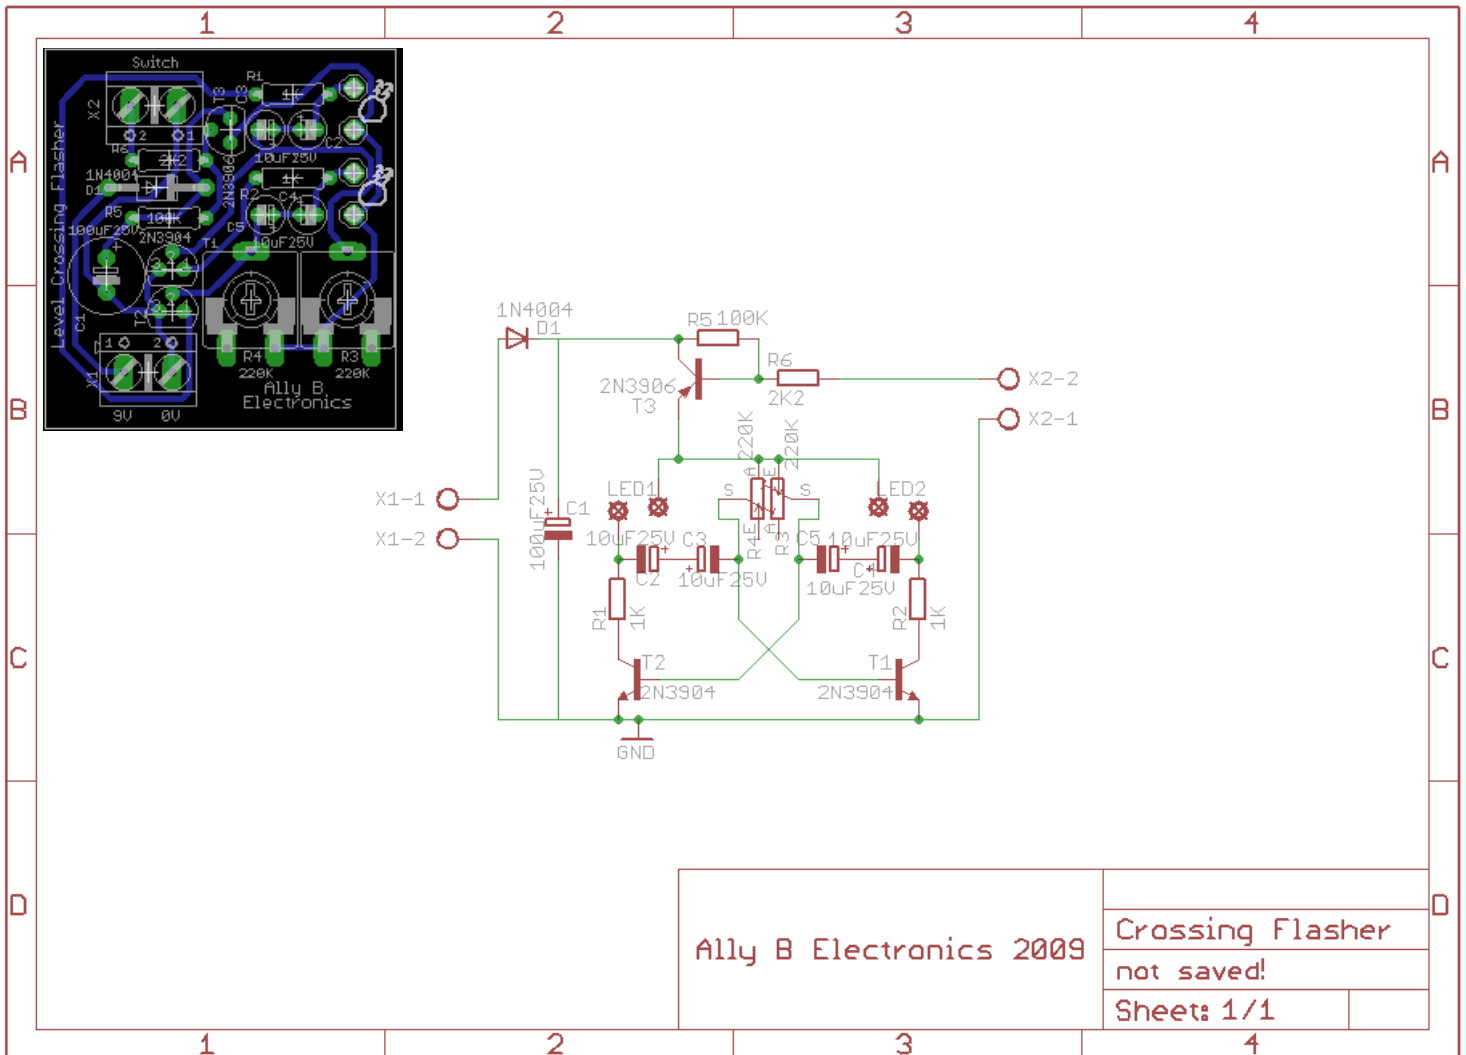 1 2 3 4
A
A
B
B
C
C
D
D
Switch
X2
2 1
R1
1K
T3
C3
C2
10uF25V
R6
2K2
1N4004
D1
2N3906
1K
R2
C4
R5
100K
100uF25V
2N3904
C5
10uF25V
T1
Level Crossing Flasher
C1
T2
1 2
X1
R4
220K
R3
220K
Ally B
Electronics
9V 0V
1N4004
D1
R5 100K
R6
2K2
2N3906
T3
X2-2
X2-1
220K
220K
A
E
S
S
E
A
R4
R3
LED1
LED2
X1-1
X1-2
100uF25V
C1
10uF25V C3
C2
10uF25V
C5 10uF25V
C4
10uF25V
R1
1K
R2
1K
T2
2N3904
T1
2N3904
GND
Ally B Electronics 2009
Crossing Flasher
not saved!
Sheet: 1/1
1 2 3 4